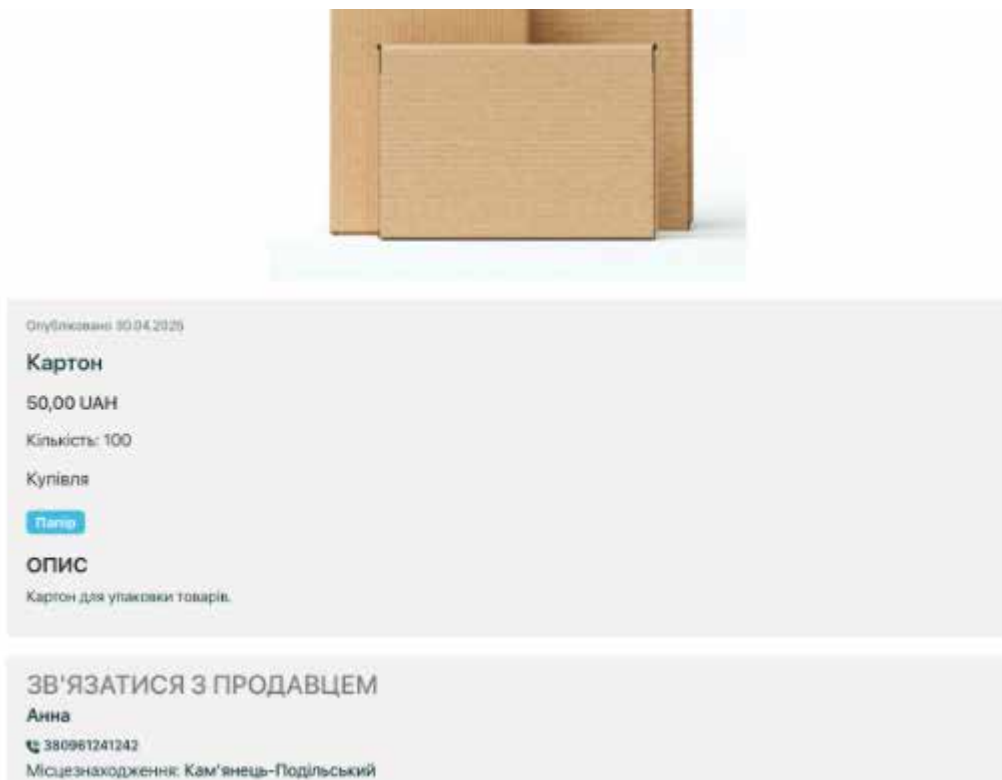 Опубліковано 30.04.2025
Картон
50,00 UAH
Кількість: 100
Купівля
Папір
ОПИС
Картон для упаковки товарів.
ЗВ'ЯЗАТИСЯ З ПРОДАВЦЕМ
Анна
380961241242
Місцезнаходження: Кам'янець-Подільський